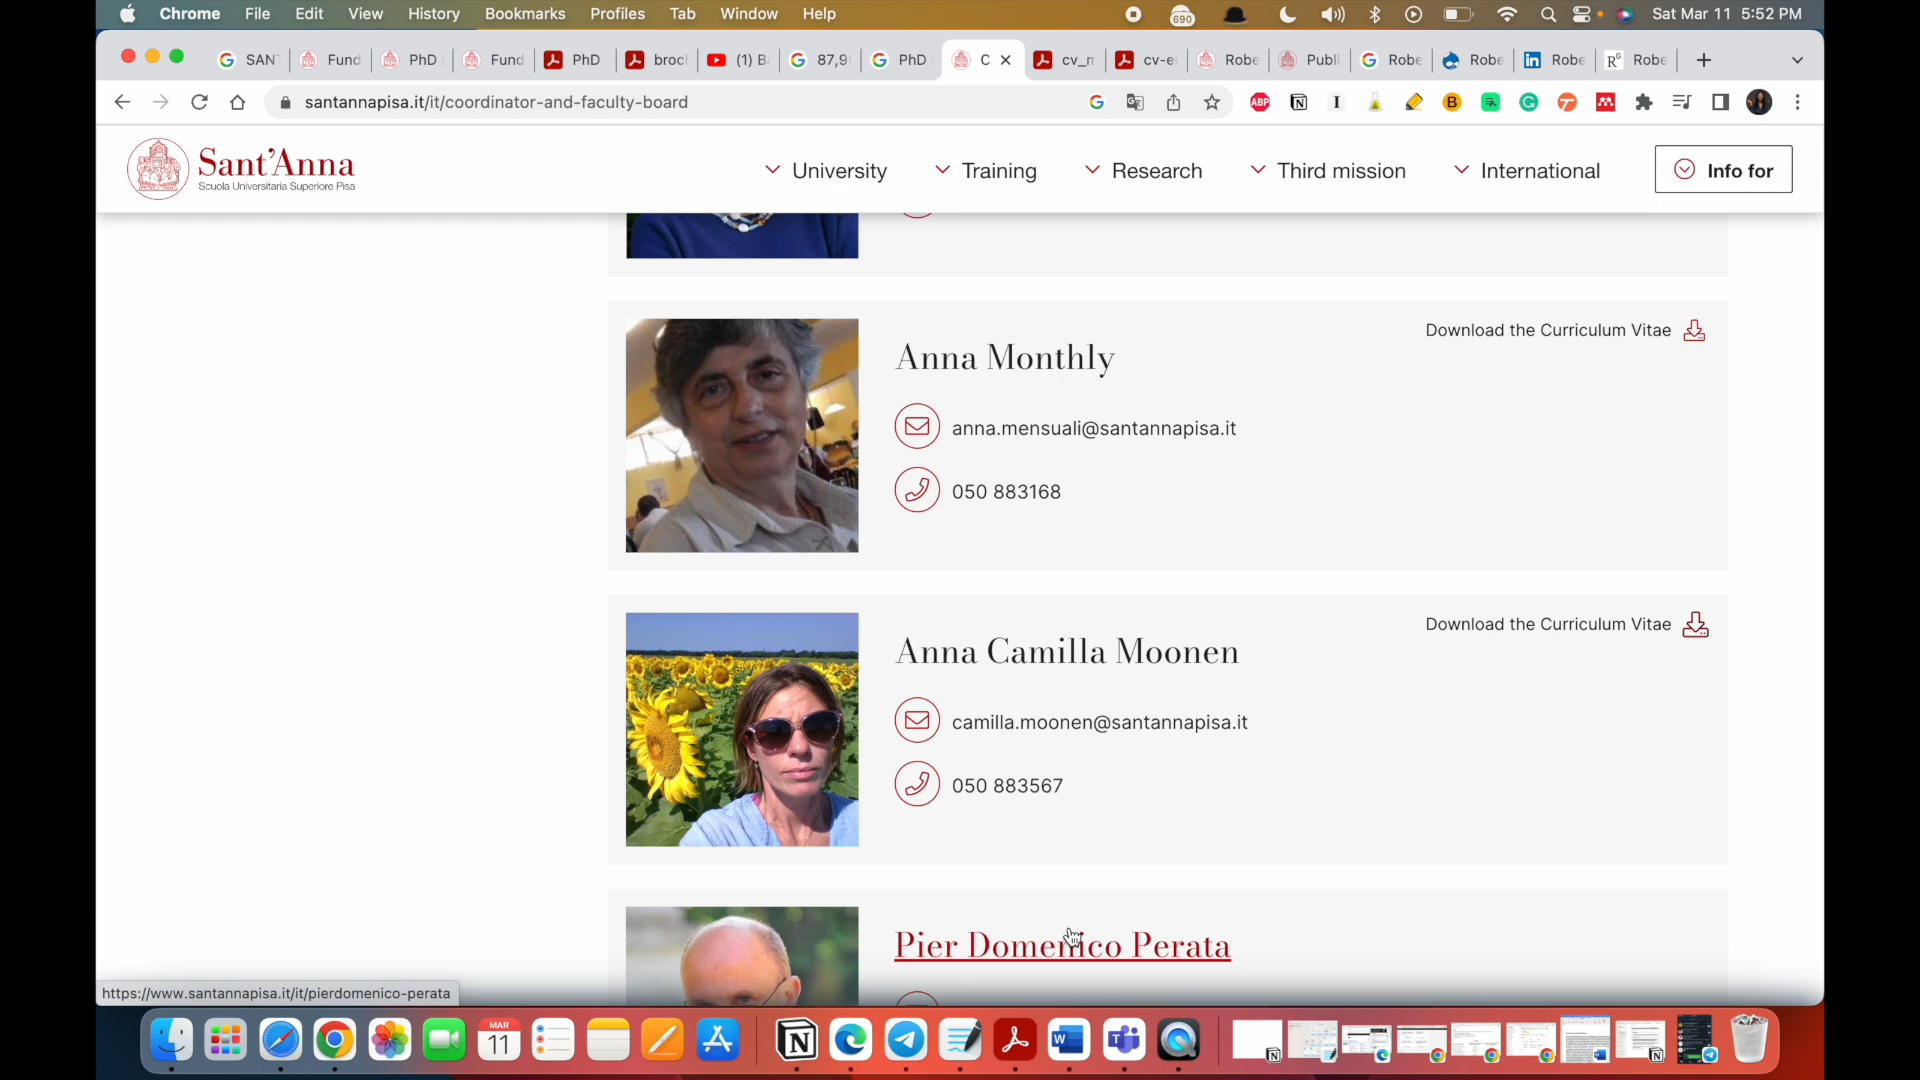 Chrome File Edit View History Bookmarks Profiles Tab Window Help 690 Sat Mar 11 5:52 PM
SAN Fund PhD Fund PhD broc (1) B 87,9 PhD C cv_m cv-e Robe Publi Robe Robe Robe Robe
santannapisa.it/it/coordinator-and-faculty-board
Sant'Anna
Scuola Universitaria Superiore Pisa
University Training Research Third mission International Info for
Download the Curriculum Vitae
Anna Monthly
anna.mensuali@santannapisa.it
050 883168
Download the Curriculum Vitae
Anna Camilla Moonen
camilla.moonen@santannapisa.it
050 883567
Pier Domenico Perata
https://www.santannapisa.it/it/pierdomenico-perata
MAR
11